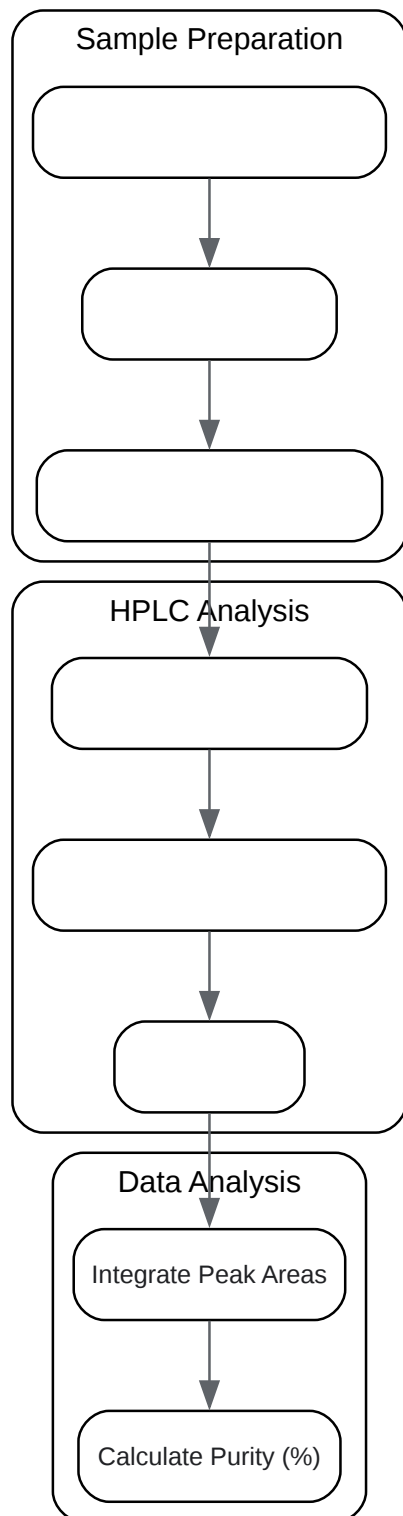 Sample Preparation
HPLC Analysis
Data Analysis
Integrate Peak Areas
Calculate Purity (%)